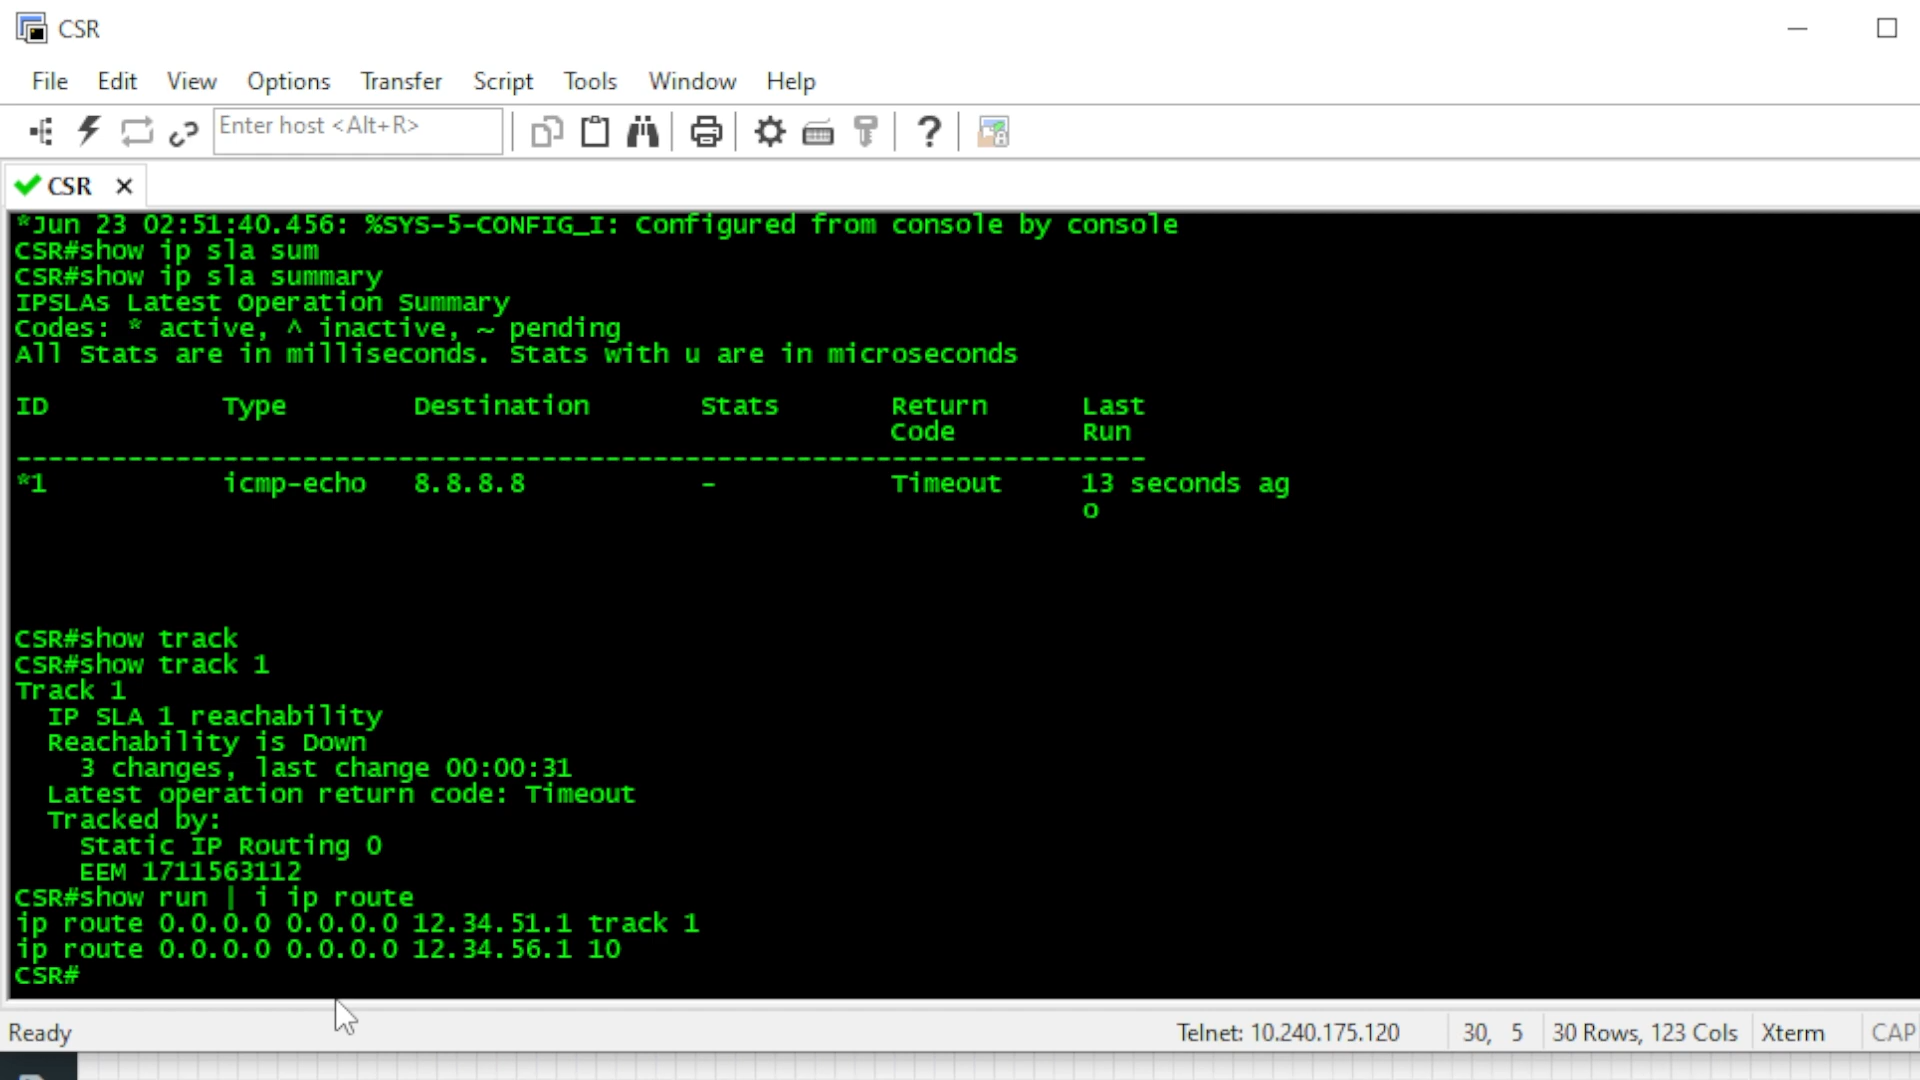 CSR
File Edit View Options Transfer Script Tools Window Help
Enter host <Alt+R>
CSR
*Jun 23 02:51:40.456: %SYS-5-CONFIG_I: Configured from console by console
CSR#show ip sla sum
CSR#show ip sla summary
IPSLAs Latest Operation Summary
Codes: * active, ^ inactive, ~ pending
All Stats are in milliseconds. Stats with u are in microseconds
ID Type Destination Stats Return Last
Code Run
-----------------------------------------------------------------------
*1 icmp-echo 8.8.8.8 - Timeout 13 seconds ag
o
CSR#show track
CSR#show track 1
Track 1
IP SLA 1 reachability
Reachability is Down
3 changes, last change 00:00:31
Latest operation return code: Timeout
Tracked by:
Static IP Routing 0
EEM 1711563112
CSR#show run | i ip route
ip route 0.0.0.0 0.0.0.0 12.34.51.1 track 1
ip route 0.0.0.0 0.0.0.0 12.34.56.1 10
CSR#
Ready Telnet: 10.240.175.120 30, 5 30 Rows, 123 Cols Xterm CAP